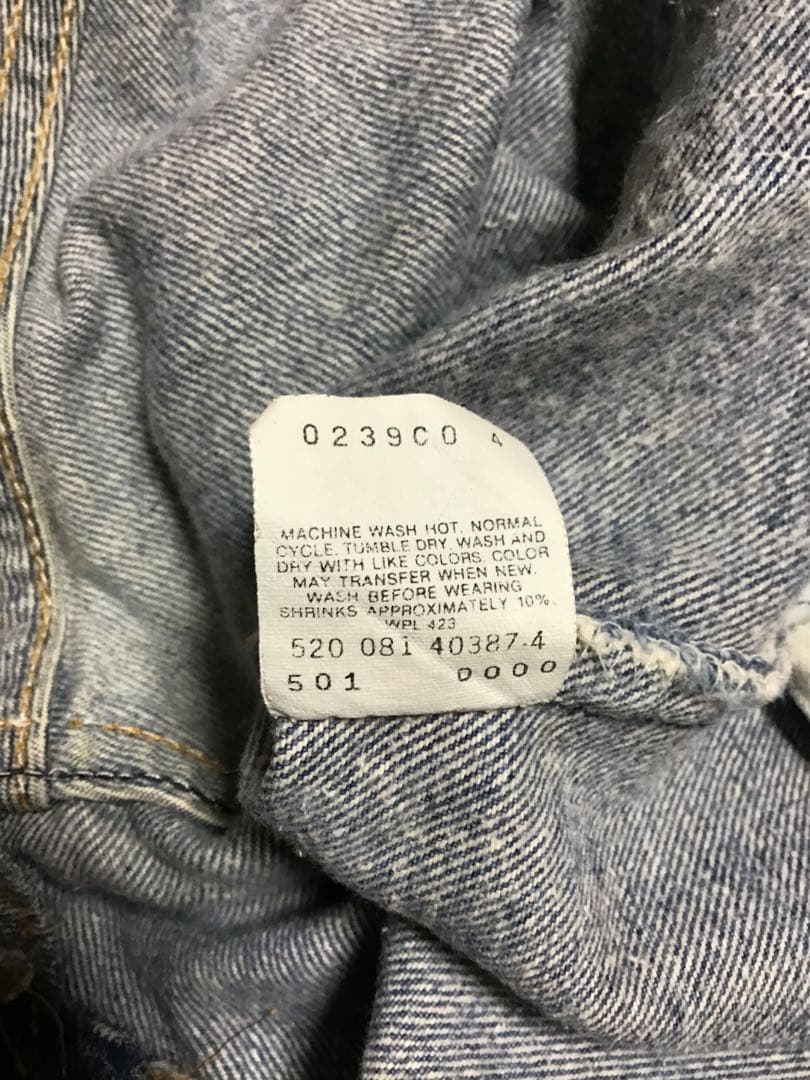 0239C0 4
MACHINE WASH HOT. NORMAL
CYCLE. TUMBLE DRY. WASH AND
DRY WITH LIKE COLORS. COLOR
MAY TRANSFER WHEN NEW.
WASH BEFORE WEARING
SHRINKS APPROXIMATELY 10%.
WPL 423
520 081 40387-4
501 0000